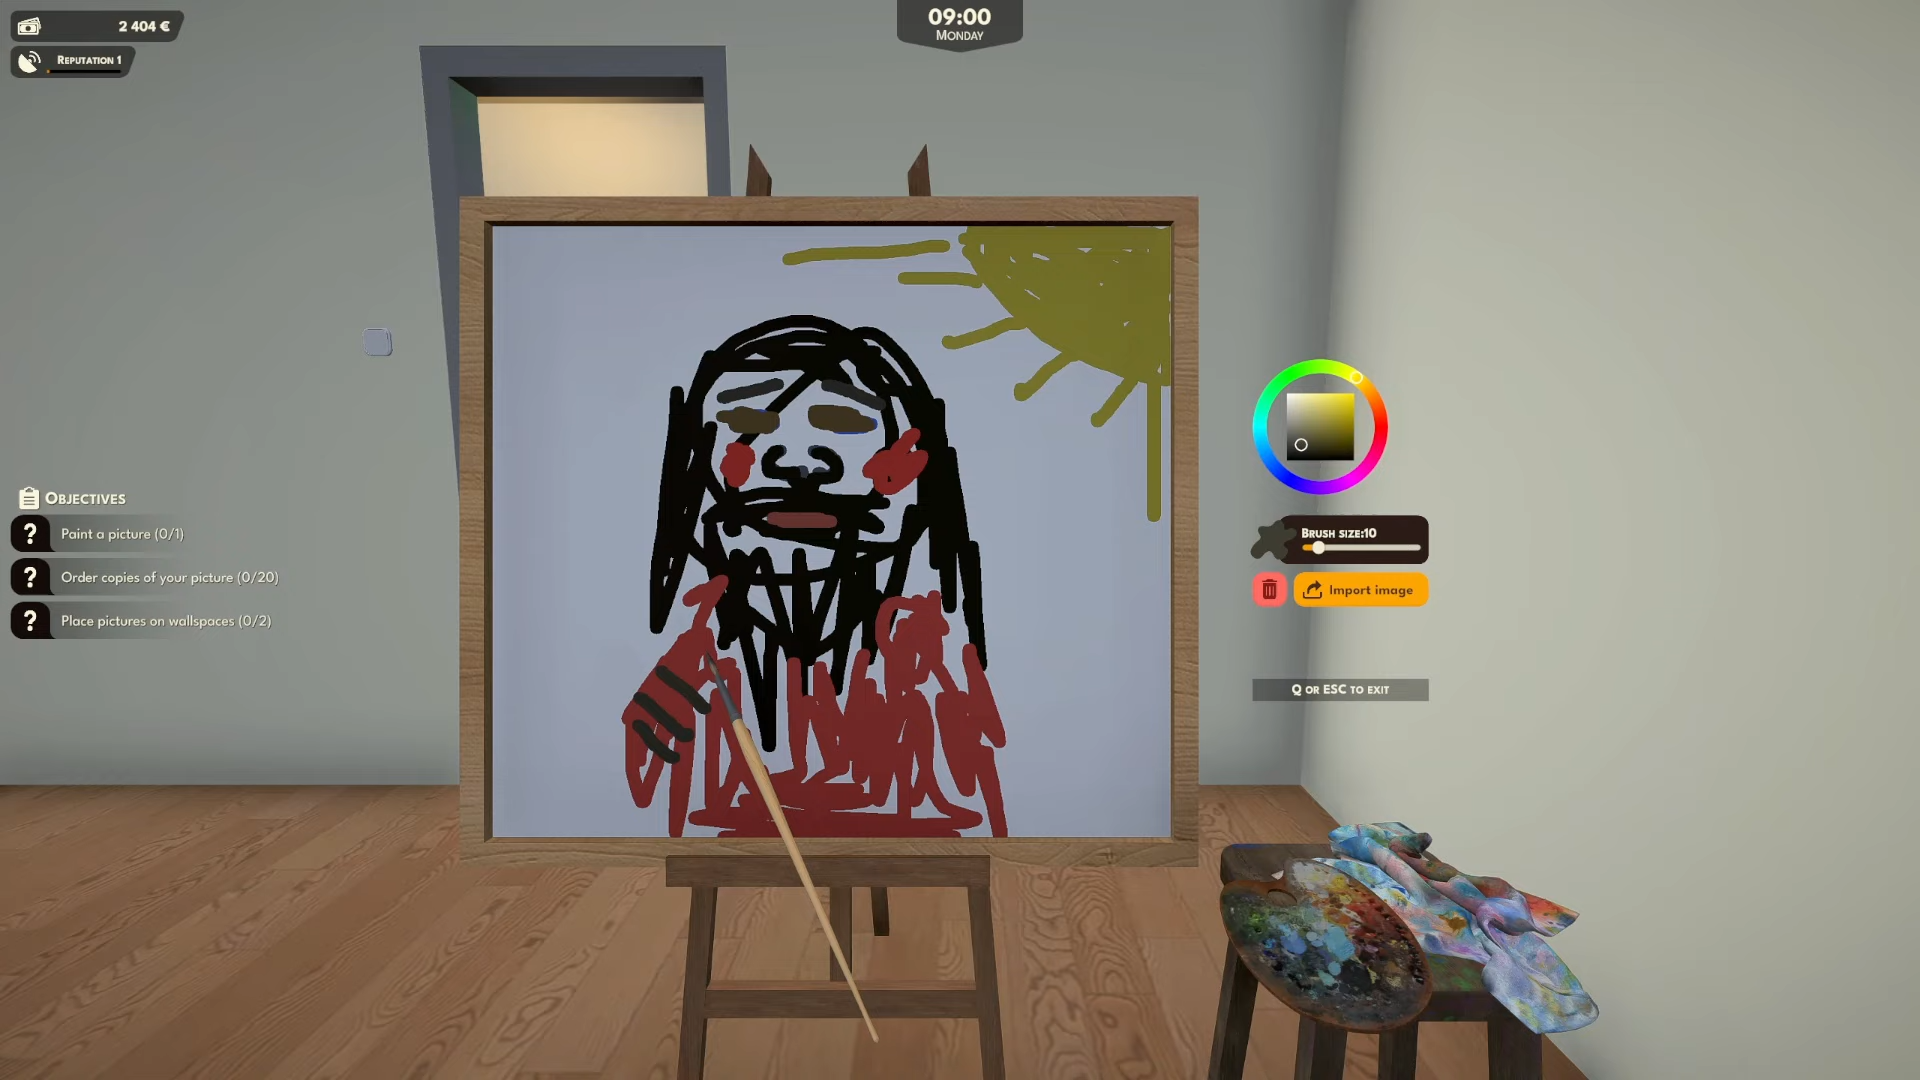 2 404 €
Reputation 1
09:00
Monday
Objectives
Paint a picture (0/1)
Order copies of your picture (0/20)
Place pictures on wallspaces (0/2)
Brush size:10
Import image
Q or ESC to exit